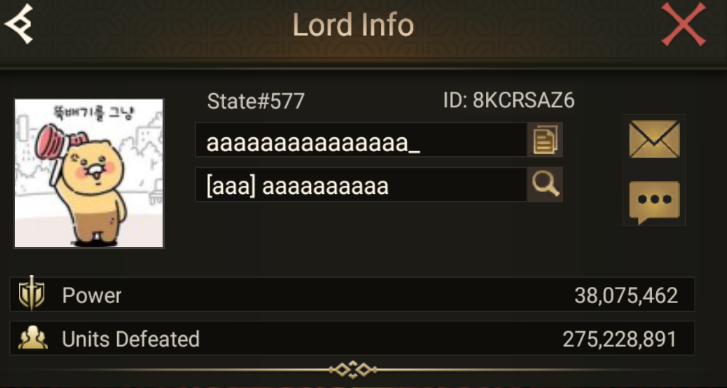 Lord Info
뚝배기를 그냥
State#577
ID: 8KCRSAZ6
aaaaaaaaaaaaaaa_
[aaa] aaaaaaaaaa
Power
38,075,462
Units Defeated
275,228,891